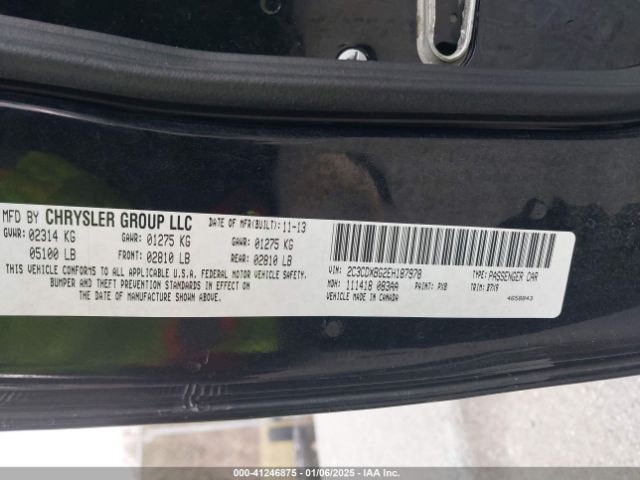 MFD BY CHRYSLER GROUP LLC DATE OF MFR(BUILT): 11-13
GVWR: 02314 KG GAWR: 01275 KG GAWR: 01275 KG
05100 LB FRONT: 02810 LB REAR: 02810 LB
THIS VEHICLE CONFORMS TO ALL APPLICABLE FEDERAL MOTOR VEHICLE SAFETY,
BUMPER AND THEFT PREVENTION STANDARDS IN EFFECT ON
THE DATE OF MANUFACTURE SHOWN ABOVE.
VIN: 2C3CDXBG2EH187978 TYPE: PASSENGER CAR
MDH: 111418 083AA PAINT: PX8 TRIM: B7X9
VEHICLE MADE IN CANADA 4658843
000-41246875 - 01/06/2025 - IAA Inc.